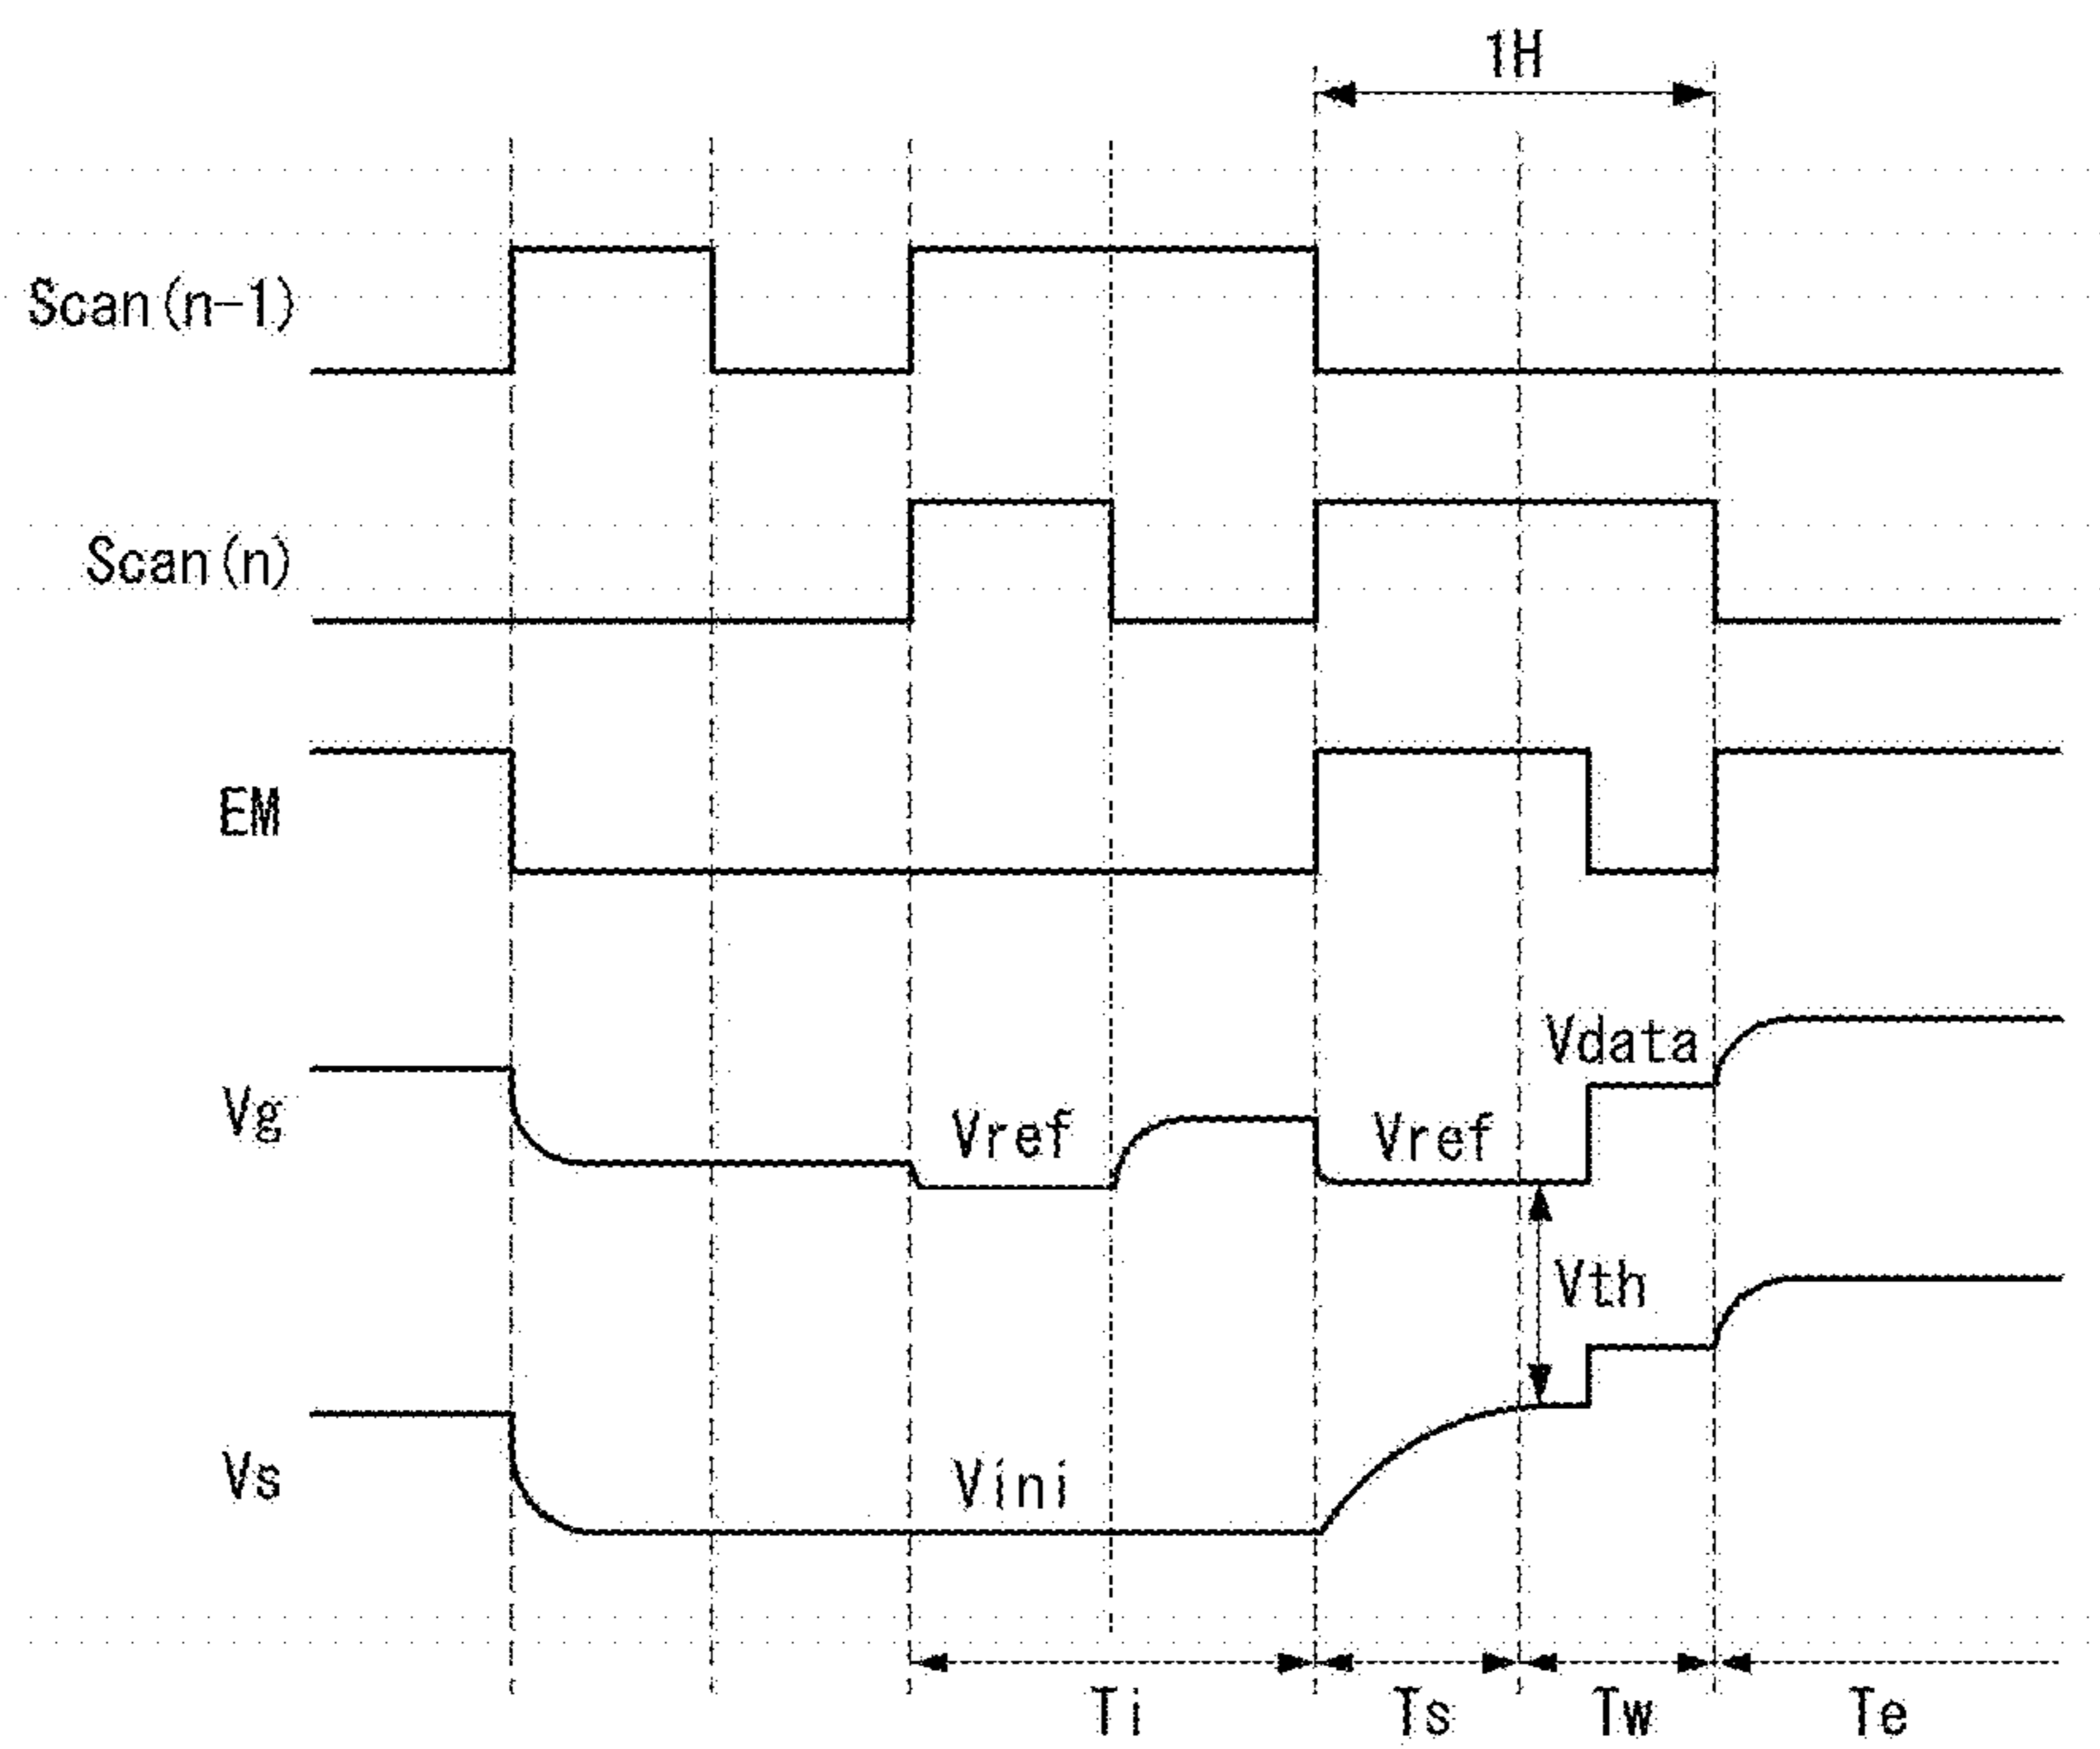 1H
Scan(n-1)
Scan(n)
EM
Vdata
Vg
Vref
Vref
Vth
Vs
Vini
Ti
Ts
Tw
Te